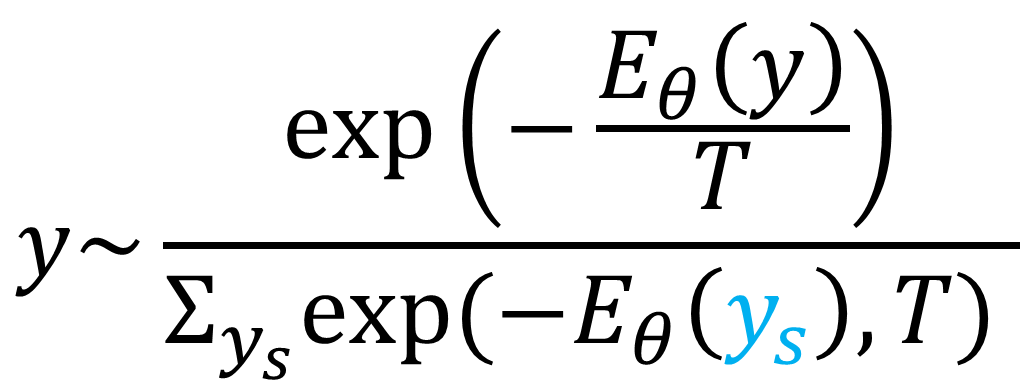 y~ exp(−E_θ(y)/T) / Σ_{y_s} exp(−E_θ(y_s),T)